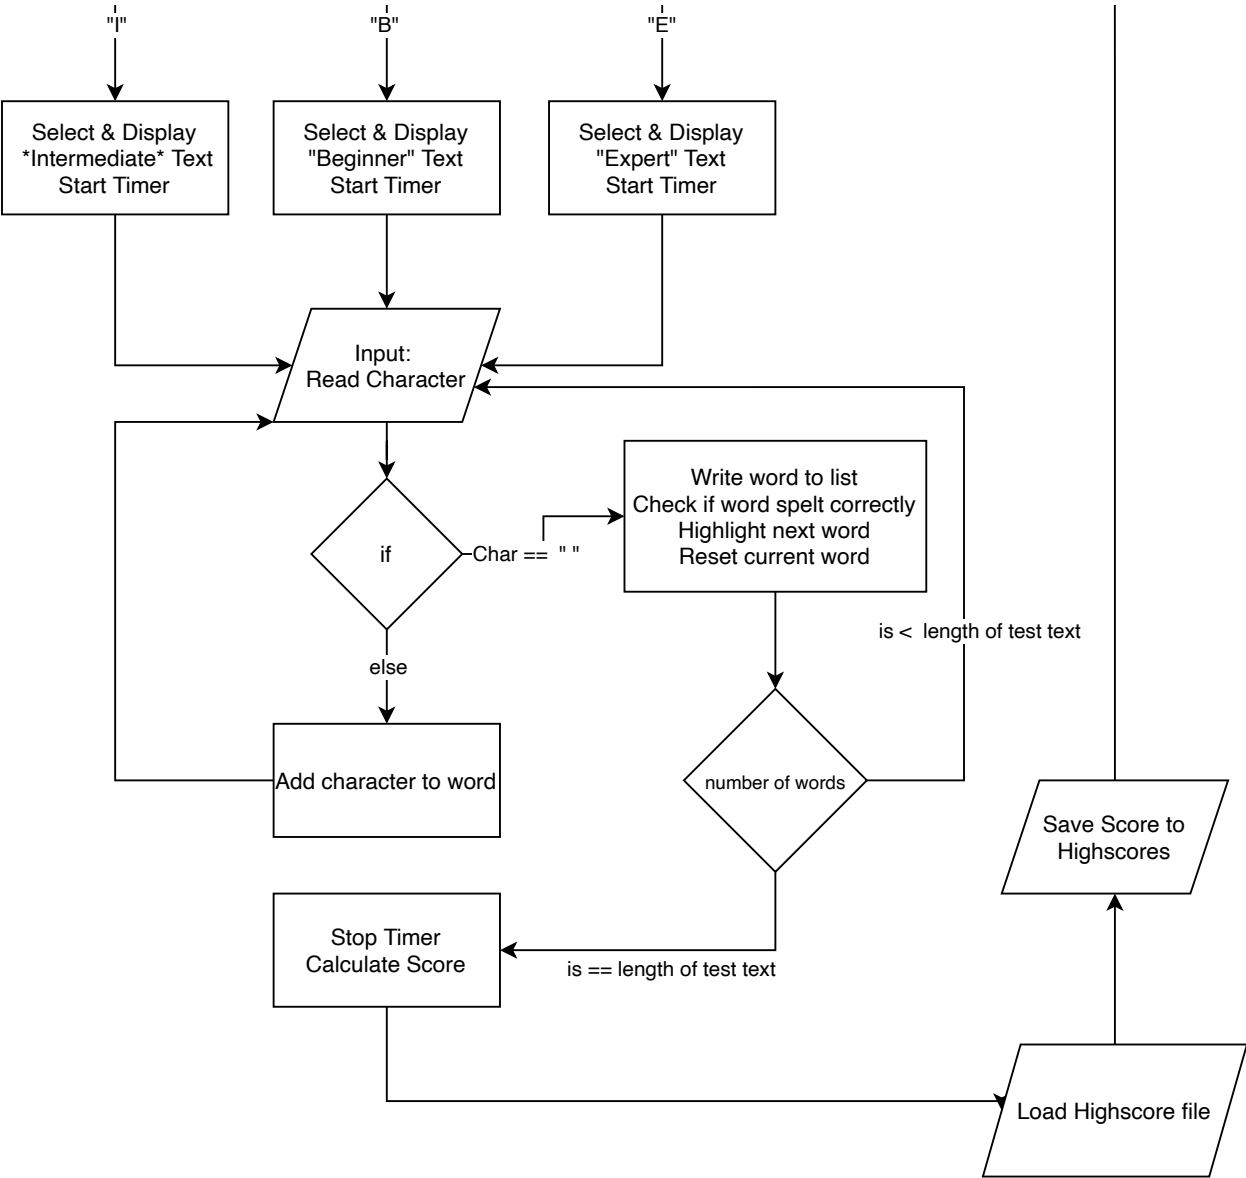 "I"
"B"
"E"
Select & Display
*Intermediate* Text
Start Timer
Select & Display
"Beginner" Text
Start Timer
Select & Display
"Expert" Text
Start Timer
Input:
Read Character
if
Char == " "
Write word to list
Check if word spelt correctly
Highlight next word
Reset current word
is < length of test text
else
Add character to word
number of words
Save Score to
Highscores
Stop Timer
Calculate Score
is == length of test text
Load Highscore file